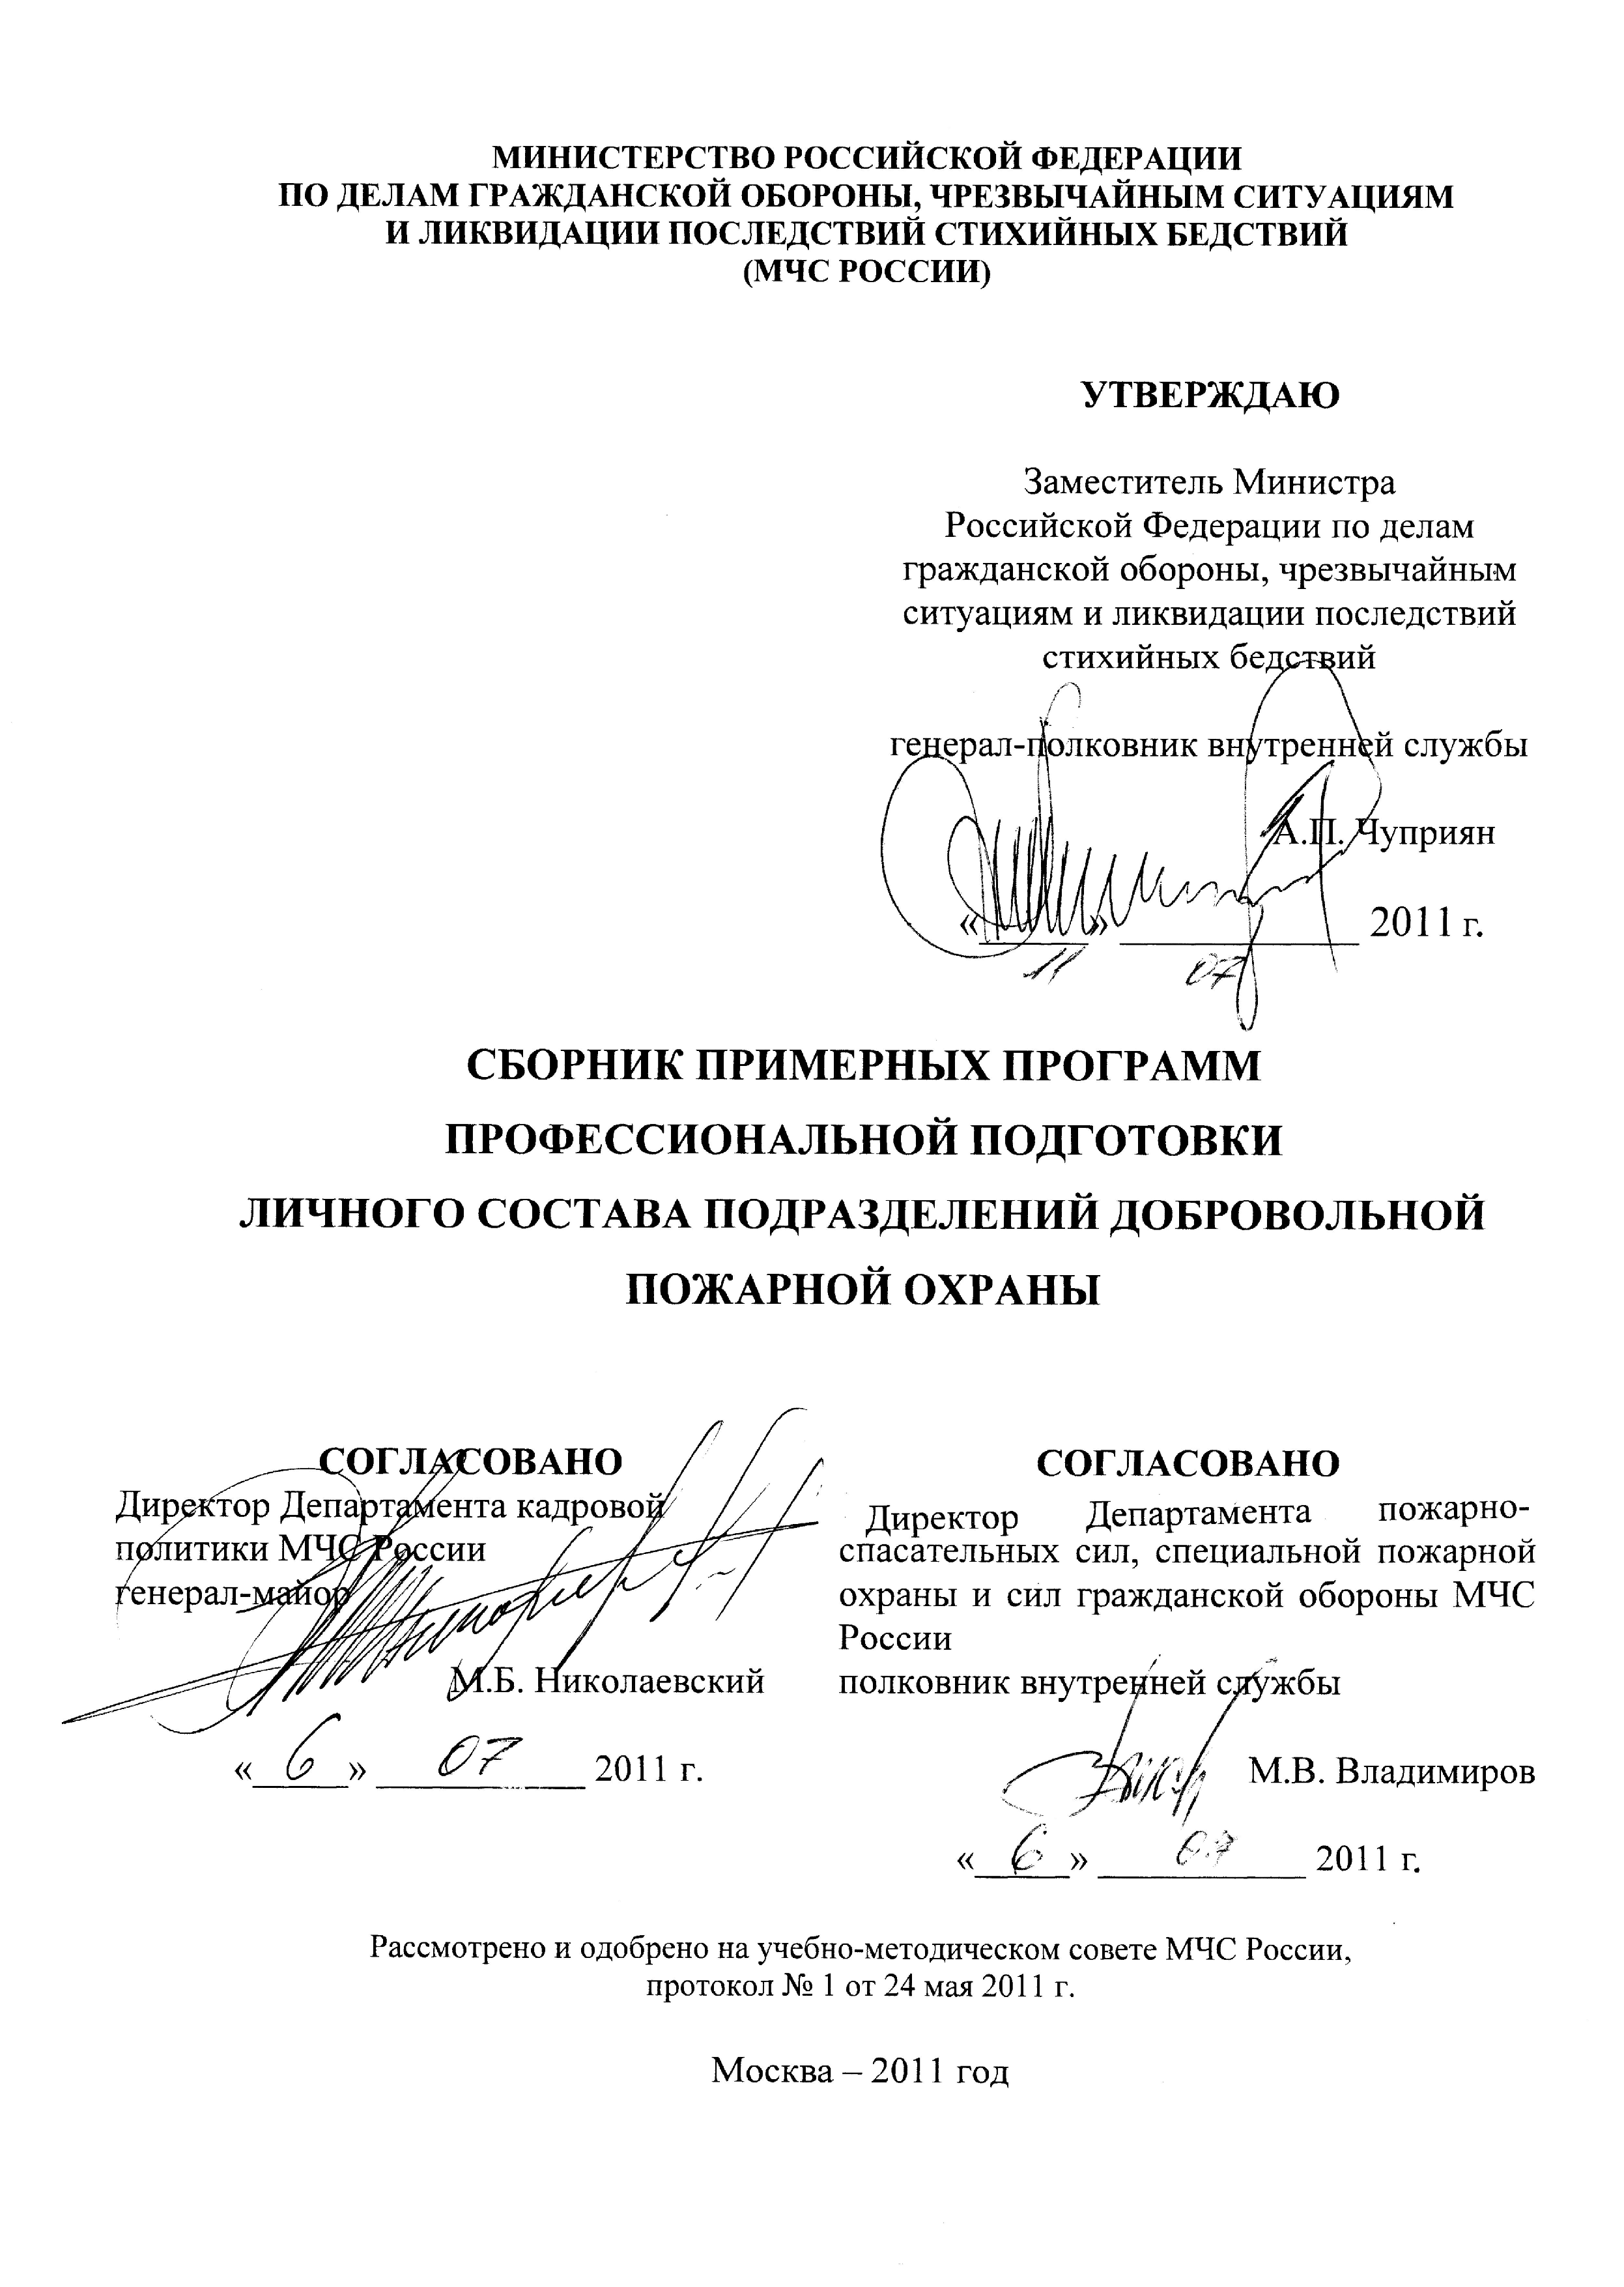 МИНИСТЕРСТВО РОССИЙСКОЙ ФЕДЕРАЦИИ
ПО ДЕЛАМ ГРАЖДАНСКОЙ ОБОРОНЫ, ЧРЕЗВЫЧАЙНЫМ СИТУАЦИЯМ
И ЛИКВИДАЦИИ ПОСЛЕДСТВИЙ СТИХИЙНЫХ БЕДСТВИЙ
(МЧС РОССИИ)
УТВЕРЖДАЮ
Заместитель Министра
Российской Федерации по делам
гражданской обороны, чрезвычайным
ситуациям и ликвидации последствий
стихийных бедствий
генерал-полковник внутренней службы
А.П. Чуприян
«_____» ___________ 2011 г.
11 07
СБОРНИК ПРИМЕРНЫХ ПРОГРАММ
ПРОФЕССИОНАЛЬНОЙ ПОДГОТОВКИ
ЛИЧНОГО СОСТАВА ПОДРАЗДЕЛЕНИЙ ДОБРОВОЛЬНОЙ
ПОЖАРНОЙ ОХРАНЫ
СОГЛАСОВАНО
Директор Департамента кадровой
политики МЧС России
генерал-майор
М.Б. Николаевский
«6» 07 2011 г.
СОГЛАСОВАНО
Директор Департамента пожарно-
спасательных сил, специальной пожарной
охраны и сил гражданской обороны МЧС
России
полковник внутренней службы
М.В. Владимиров
«6» 07 2011 г.
Рассмотрено и одобрено на учебно-методическом совете МЧС России,
протокол № 1 от 24 мая 2011 г.
Москва – 2011 год